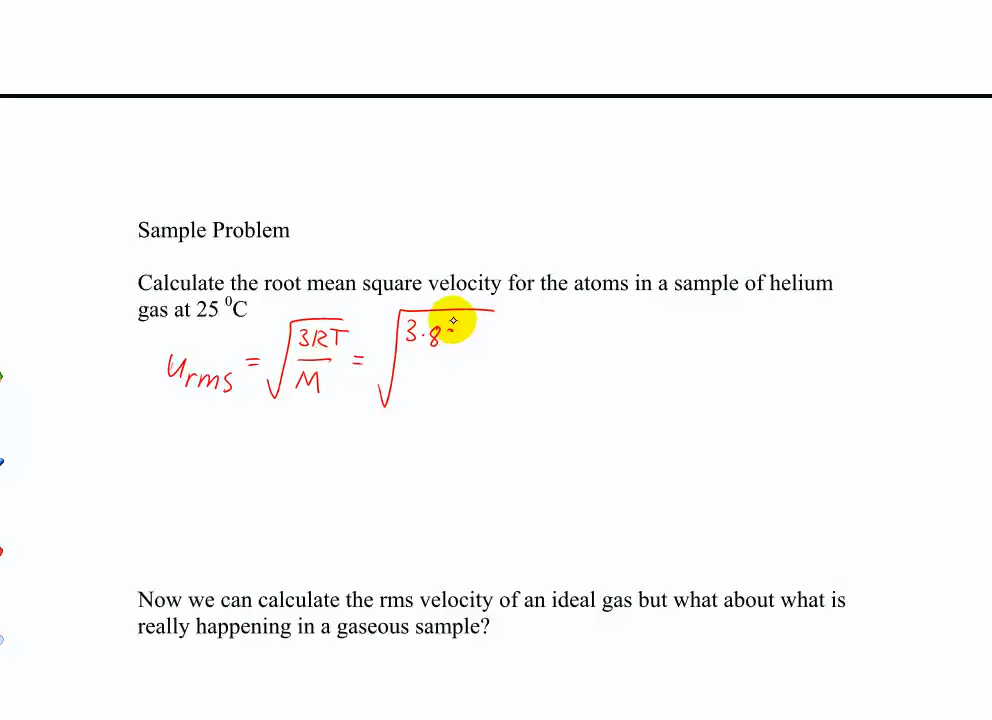 Sample Problem
Calculate the root mean square velocity for the atoms in a sample of helium
gas at 25 ⁰C
u_rms = √(3RT/M) = √(3·8
Now we can calculate the rms velocity of an ideal gas but what about what is
really happening in a gaseous sample?